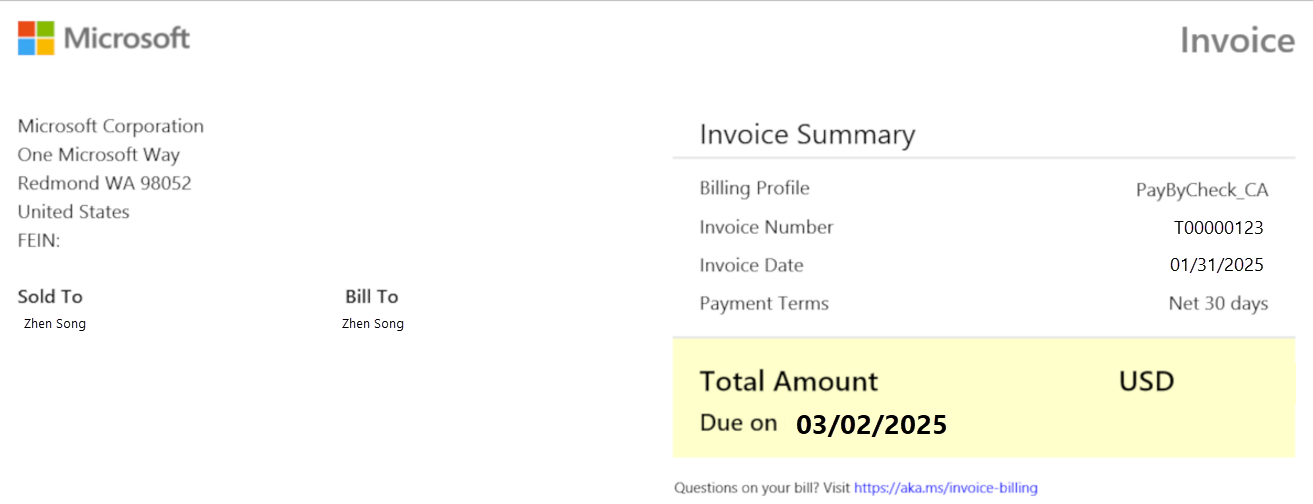 Microsoft
Invoice
Microsoft Corporation
One Microsoft Way
Redmond WA 98052
United States
FEIN:
Sold To
Zhen Song
Bill To
Zhen Song
Invoice Summary
Billing Profile PayByCheck_CA
Invoice Number T00000123
Invoice Date 01/31/2025
Payment Terms Net 30 days
Total Amount USD
Due on 03/02/2025
Questions on your bill? Visit https://aka.ms/invoice-billing